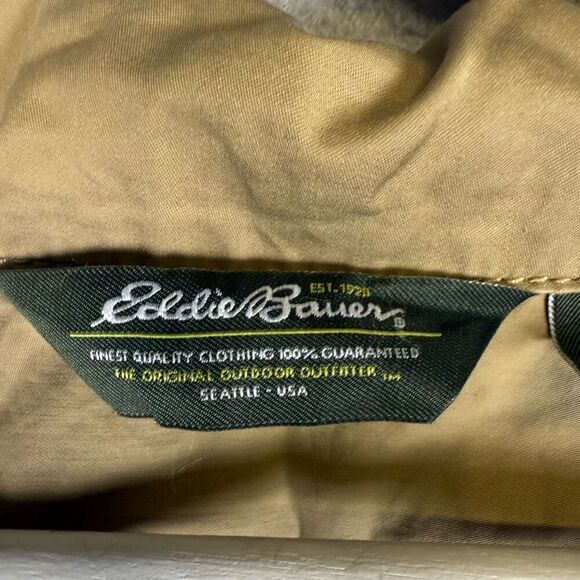 EST. 1920
Eddie Bauer®
FINEST QUALITY CLOTHING 100% GUARANTEED
THE ORIGINAL OUTDOOR OUTFITTER ™
SEATTLE - USA